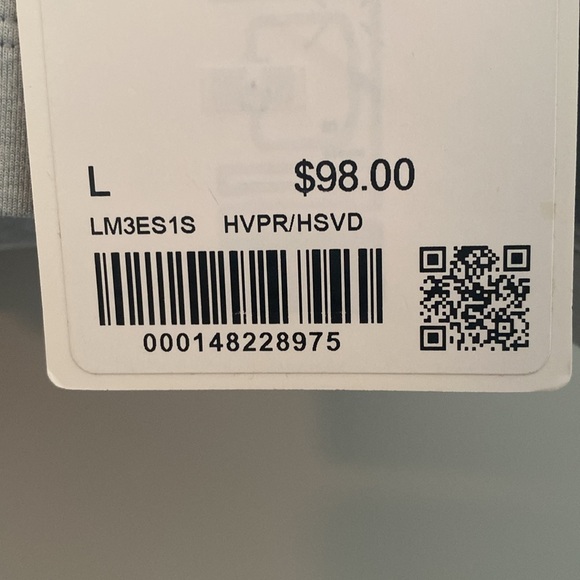 L $98.00
LM3ES1S HVPR/HSVD
000148228975